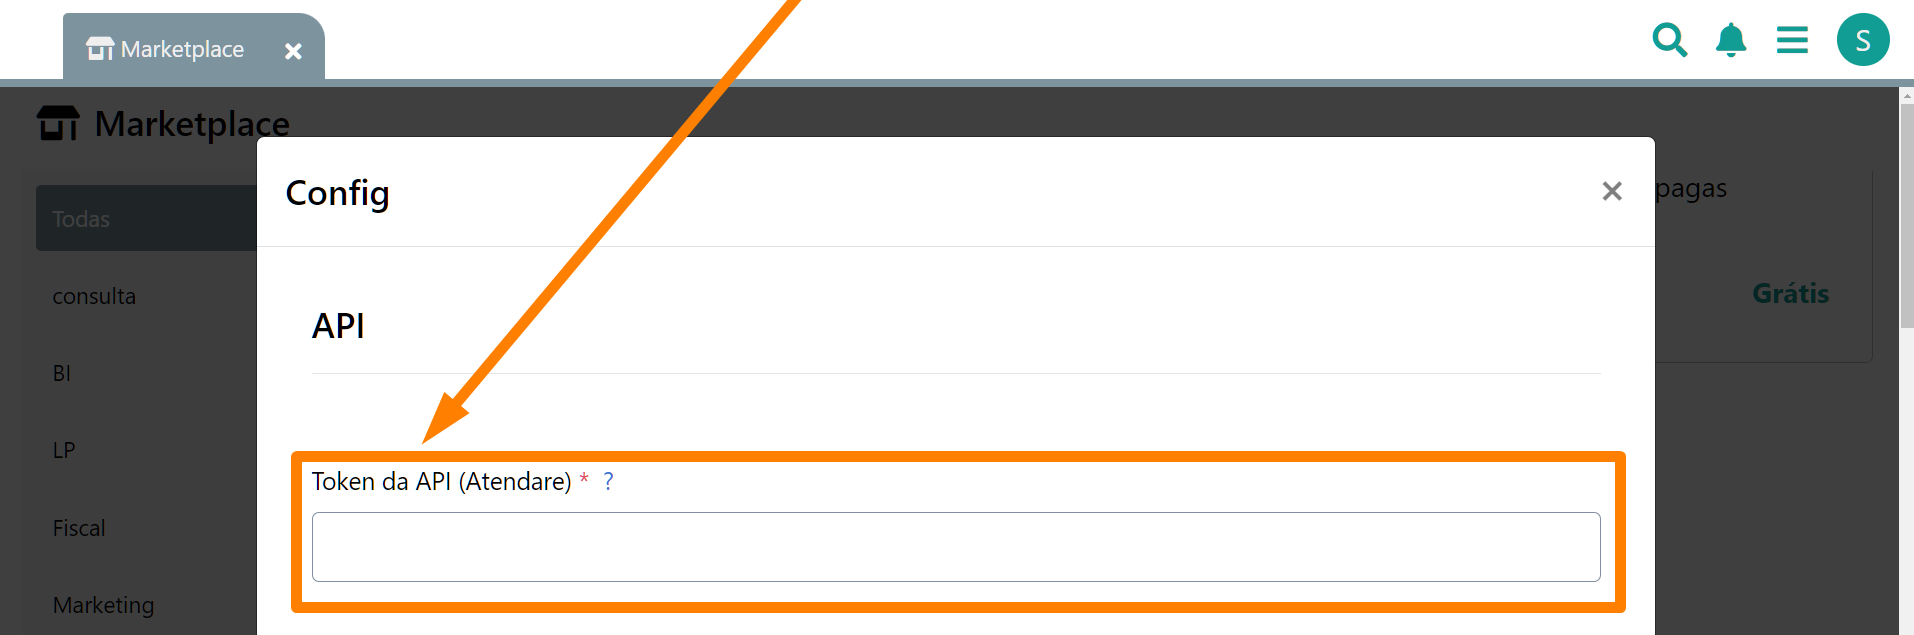 Marketplace
S
Marketplace
Config
pagas
Todas
consulta
Grátis
API
BI
LP
Token da API (Atendare) * ?
Fiscal
Marketing